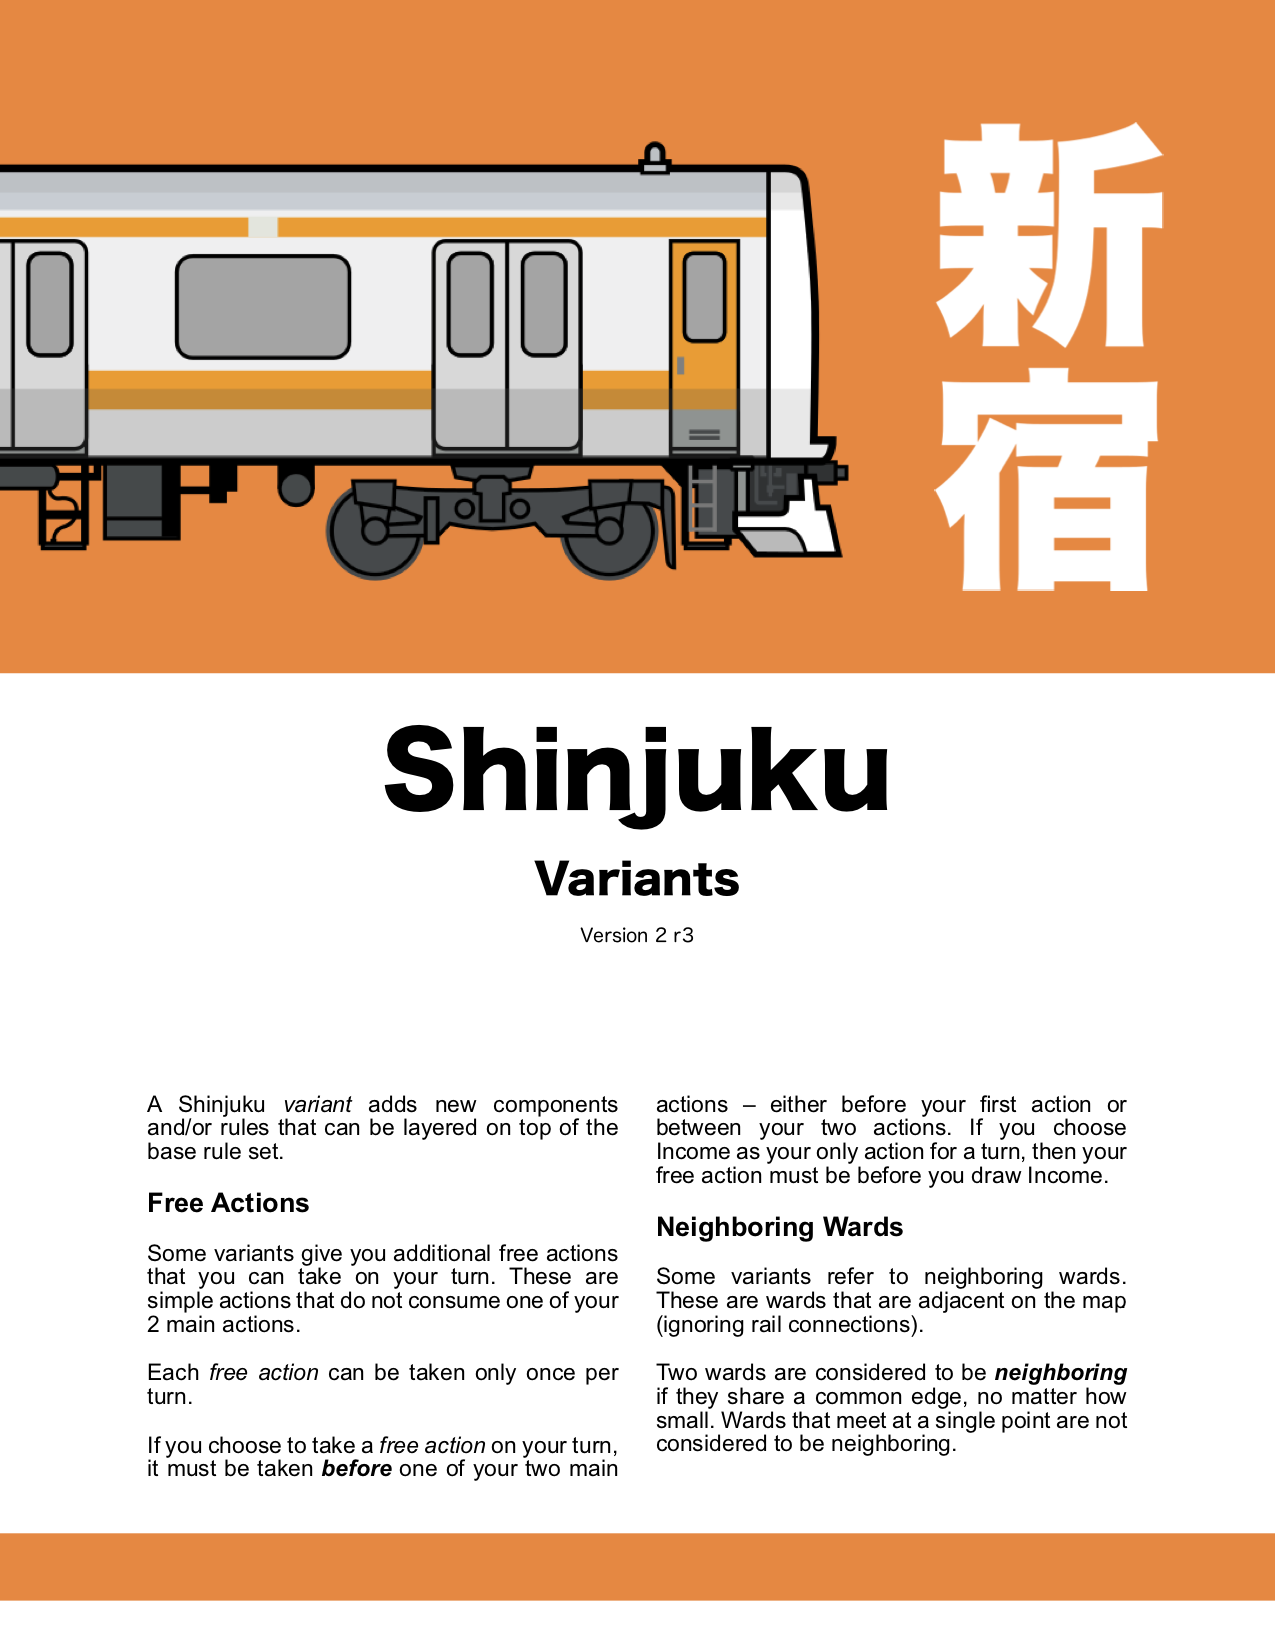 新
宿
Shinjuku
Variants
Version 2 r3
A Shinjuku variant adds new components
and/or rules that can be layered on top of the
base rule set.
Free Actions
Some variants give you additional free actions
that you can take on your turn. These are
simple actions that do not consume one of your
2 main actions.
Each free action can be taken only once per
turn.
If you choose to take a free action on your turn,
it must be taken before one of your two main
actions – either before your first action or
between your two actions. If you choose
Income as your only action for a turn, then your
free action must be before you draw Income.
Neighboring Wards
Some variants refer to neighboring wards.
These are wards that are adjacent on the map
(ignoring rail connections).
Two wards are considered to be neighboring
if they share a common edge, no matter how
small. Wards that meet at a single point are not
considered to be neighboring.